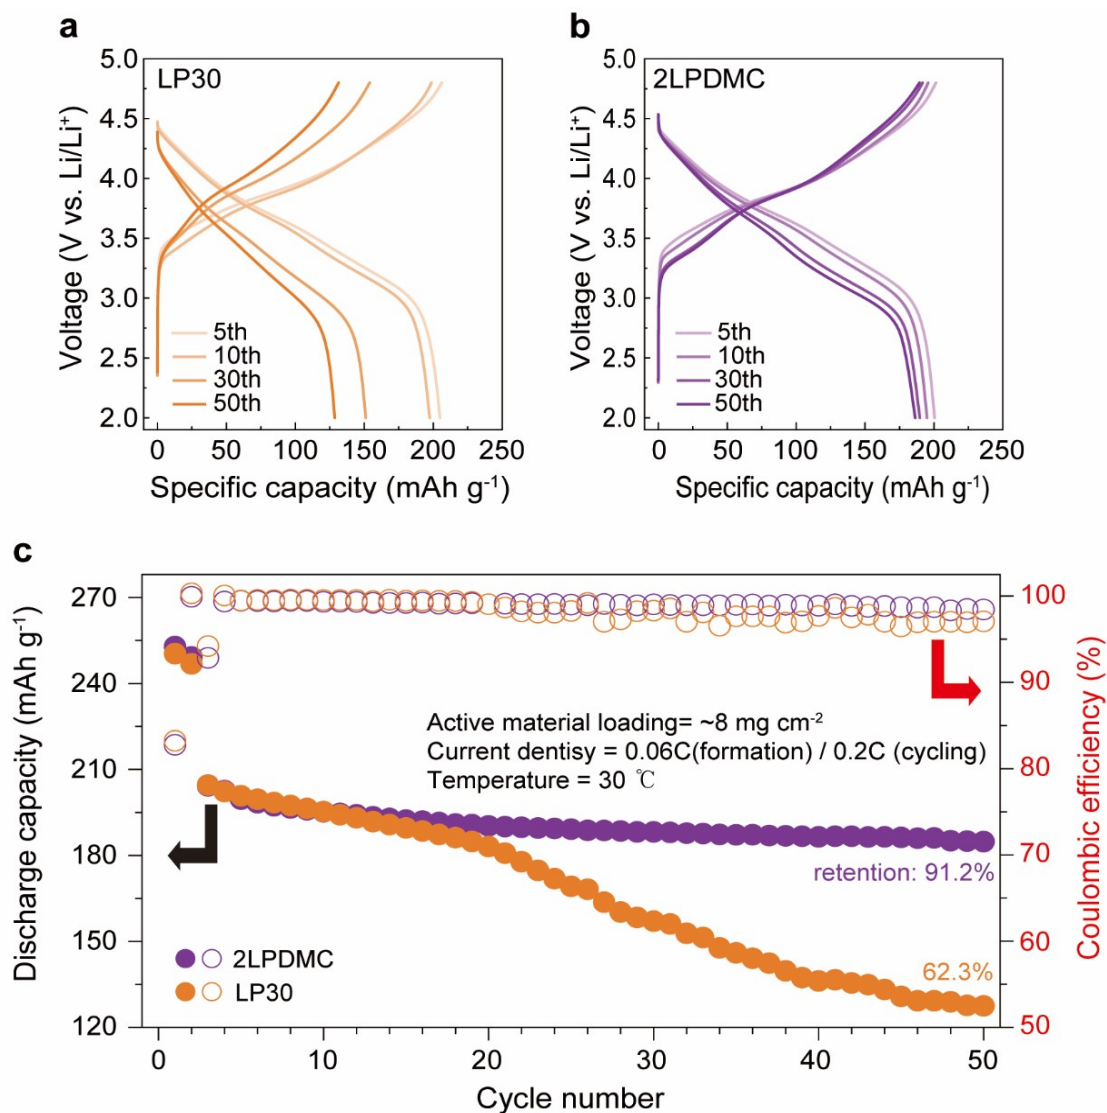 a
LP30
5.0
4.5
4.0
3.5
3.0
2.5
2.0
Voltage (V vs. Li/Li⁺)
5th
10th
30th
50th
0 50 100 150 200 250
Specific capacity (mAh g⁻¹)
b
2LPDMC
5.0
4.5
4.0
3.5
3.0
2.5
2.0
Voltage (V vs. Li/Li⁺)
5th
10th
30th
50th
0 50 100 150 200 250
Specific capacity (mAh g⁻¹)
c
270
240
210
180
150
120
Discharge capacity (mAh g⁻¹)
Active material loading= ~8 mg cm⁻²
Current dentisy = 0.06C(formation) / 0.2C (cycling)
Temperature = 30 ℃
retention: 91.2%
62.3%
2LPDMC
LP30
100
90
80
70
60
50
Coulombic efficiency (%)
0 10 20 30 40 50
Cycle number